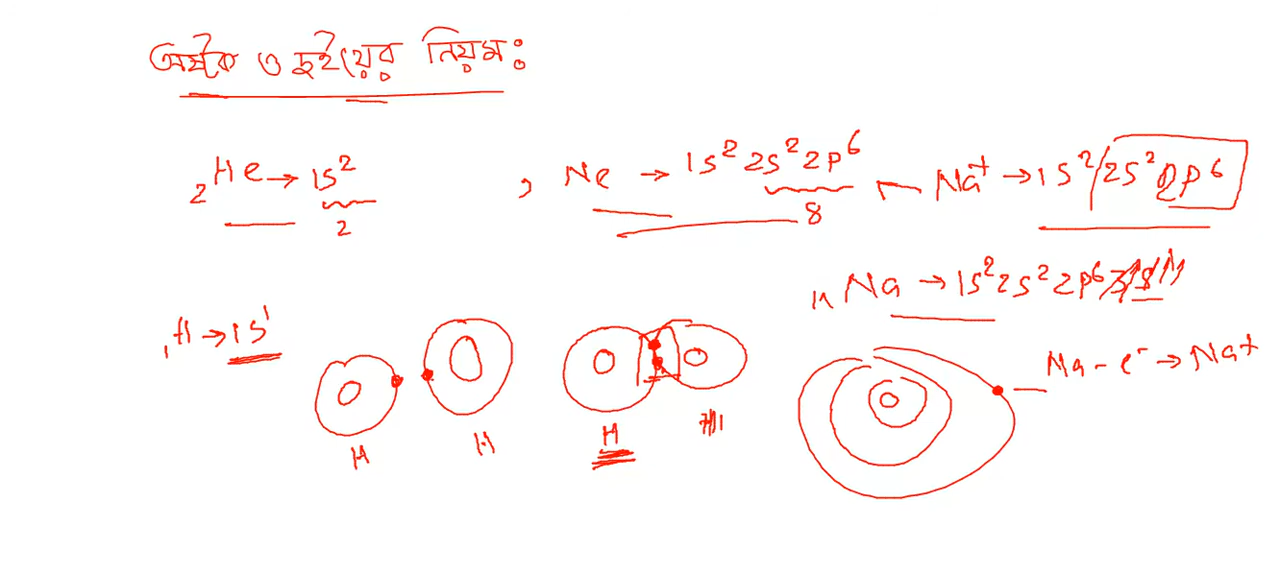 অষ্টক ও দুইয়ের নিয়মঃ
₂He → 1s² , Ne → 1s² 2s² 2p⁶ Na⁺ → 1s²/2s² 2p⁶
2 8
₁₁Na → 1s² 2s² 2p⁶
₁H → 1s¹
Na - e⁻ → Na⁺
H H H